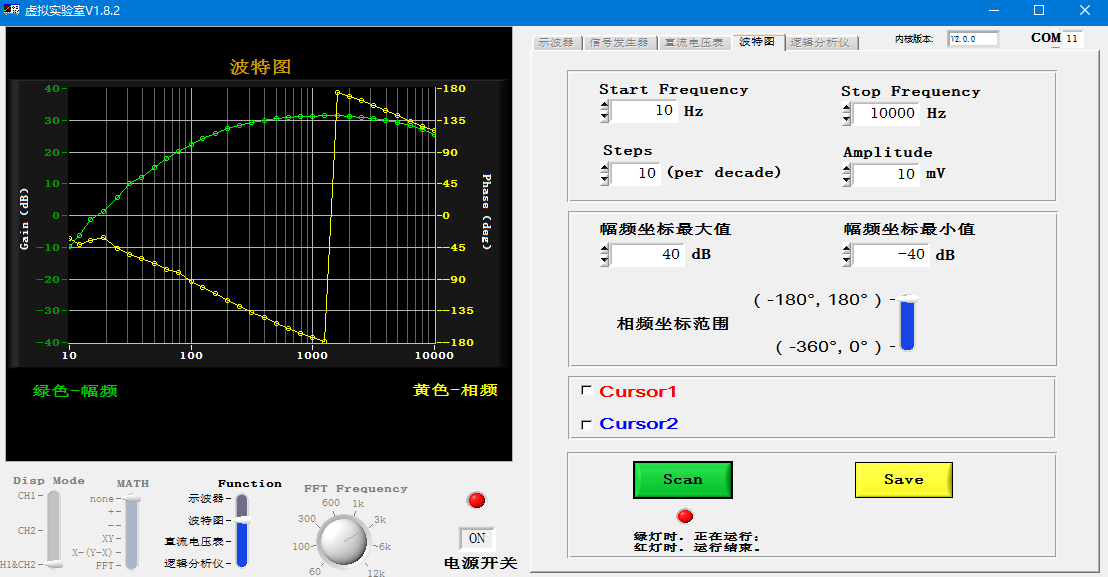 虚拟实验室V1.8.2
示波器 信号发生器 直流电压表 波特图 逻辑分析仪 内核版本: V2.0.0 COM 11
波特图
40 180
30 135
20 90
10 45
0 0
-10 -45
-20 -90
-30 -135
-40 -180
10 100 1000 10000
Gain (dB)
Phase (deg)
绿色-幅频 黄色-相频
Start Frequency
10 Hz
Stop Frequency
10000 Hz
Steps
10 (per decade)
Amplitude
10 mV
幅频坐标最大值
40 dB
幅频坐标最小值
-40 dB
相频坐标范围
( -180°, 180° )
( -360°, 0° )
Cursor1
Cursor2
Scan
Save
绿灯时，正在运行;
红灯时，运行结束。
Disp Mode
CH1
CH2
H1&CH2
MATH
none
+
--
XY
X-(Y-X)
FFT
Function
示波器
波特图
直流电压表
逻辑分析仪
FFT Frequency
600 1k
300 3k
100 6k
60 12k
ON
电源开关